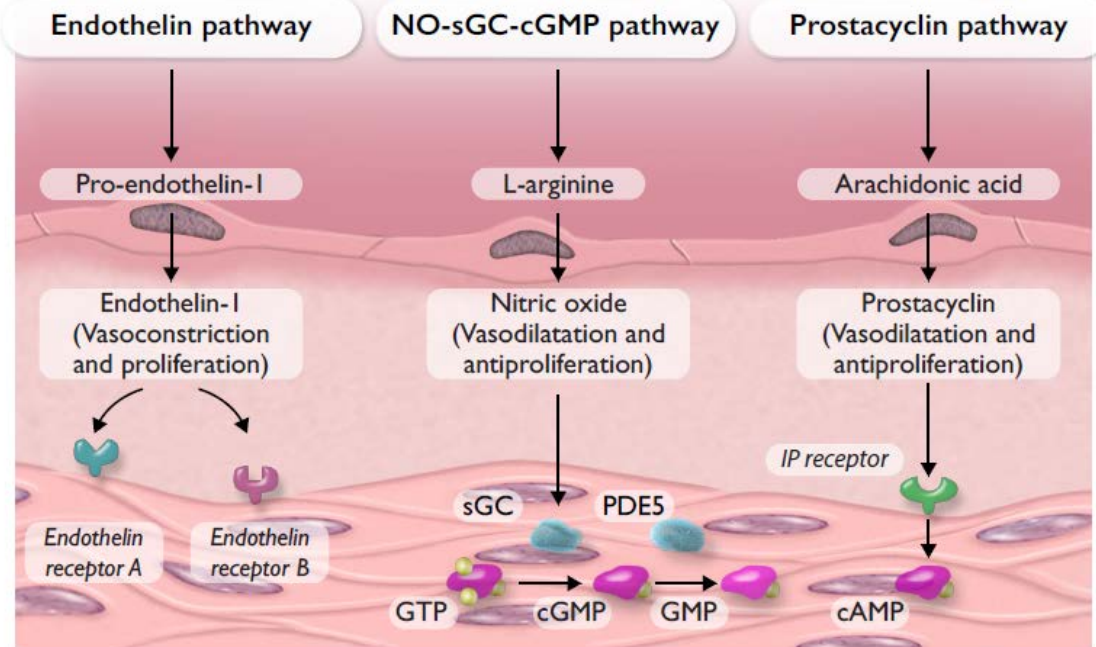 Endothelin pathway
NO-sGC-cGMP pathway
Prostacyclin pathway
Pro-endothelin-1
L-arginine
Arachidonic acid
Endothelin-1
(Vasoconstriction
and proliferation)
Nitric oxide
(Vasodilatation and
antiproliferation)
Prostacyclin
(Vasodilatation and
antiproliferation)
IP receptor
sGC
PDE5
Endothelin
receptor A
Endothelin
receptor B
GTP
cGMP
GMP
cAMP